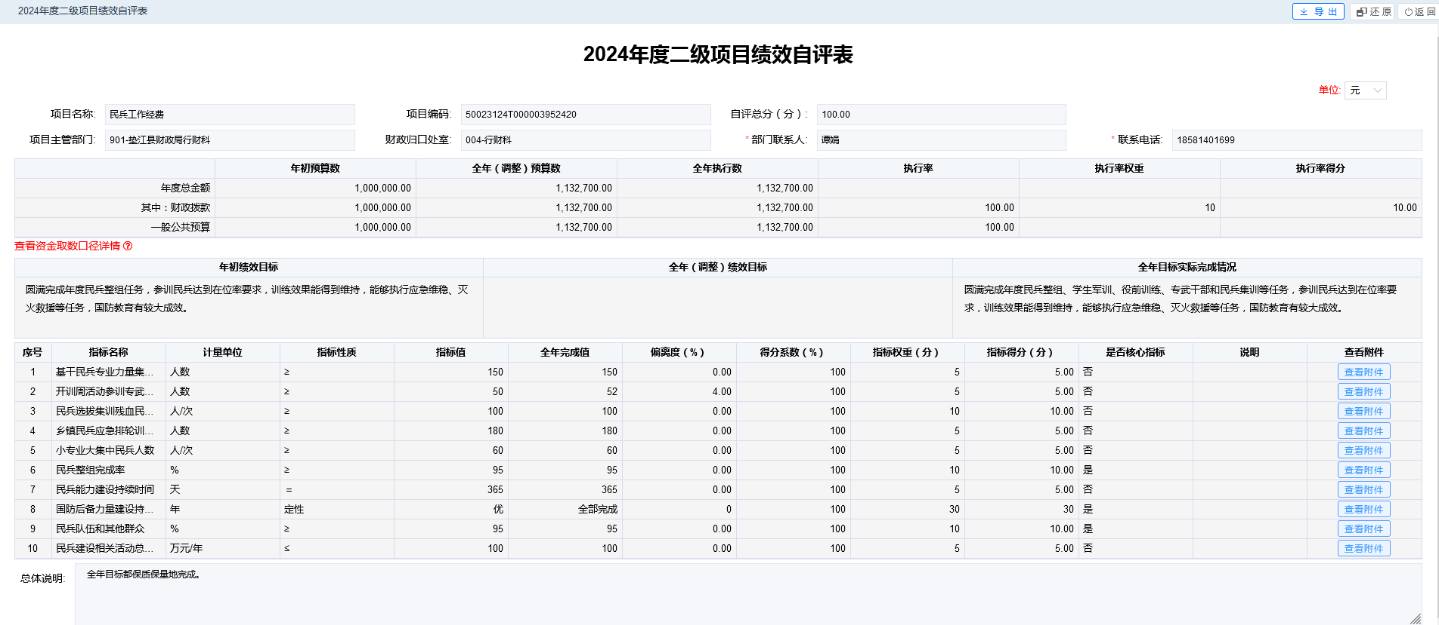 2024年度二级项目绩效自评表
导出 还原 返回
2024年度二级项目绩效自评表
单位: 元
项目名称: 民兵工作经费 项目编码: 50023124T000003952420 自评总分（分）: 100.00
项目主管部门: 901-垫江县财政局行财科 财政归口处室: 004-行财科 * 部门联系人: 谭娟 * 联系电话: 18581401699
年初预算数 全年（调整）预算数 全年执行数 执行率 执行率权重 执行率得分
年度总金额 1,000,000.00 1,132,700.00 1,132,700.00
其中：财政拨款 1,000,000.00 1,132,700.00 1,132,700.00 100.00 10 10.00
一般公共预算 1,000,000.00 1,132,700.00 1,132,700.00 100.00
查看资金取数口径详情
年初绩效目标 全年（调整）绩效目标 全年目标实际完成情况
圆满完成年度民兵整组任务，参训民兵达到在位率要求，训练效果能得到维持，能够执行应急维稳、灭
火救援等任务，国防教育有较大成效。
圆满完成年度民兵整组、学生军训、役前训练、专武干部和民兵集训等任务，参训民兵达到在位率要
求，训练效果能得到维持，能够执行应急维稳、灭火救援等任务，国防教育有较大成效。
序号 指标名称 计量单位 指标性质 指标值 全年完成值 偏离度（%） 得分系数（%） 指标权重（分） 指标得分（分） 是否核心指标 说明 查看附件
1 基干民兵专业力量集... 人数 ≥ 150 150 0.00 100 5 5.00 否 查看附件
2 开训周活动参训专武... 人数 ≥ 50 52 4.00 100 5 5.00 否 查看附件
3 民兵选拔集训残血民... 人/次 ≥ 100 100 0.00 100 10 10.00 否 查看附件
4 乡镇民兵应急排轮训... 人数 ≥ 180 180 0.00 100 5 5.00 否 查看附件
5 小专业大集中民兵人数 人/次 ≥ 60 60 0.00 100 5 5.00 否 查看附件
6 民兵整组完成率 % ≥ 95 95 0.00 100 10 10.00 是 查看附件
7 民兵能力建设持续时间 天 = 365 365 0.00 100 5 5.00 否 查看附件
8 国防后备力量建设持... 年 定性 优 全部完成 0 100 30 30 是 查看附件
9 民兵队伍和其他群众 % ≥ 95 95 0.00 100 10 10.00 是 查看附件
10 民兵建设相关活动总... 万元/年 ≤ 100 100 0.00 100 5 5.00 否 查看附件
总体说明: 全年目标都保质保量地完成。